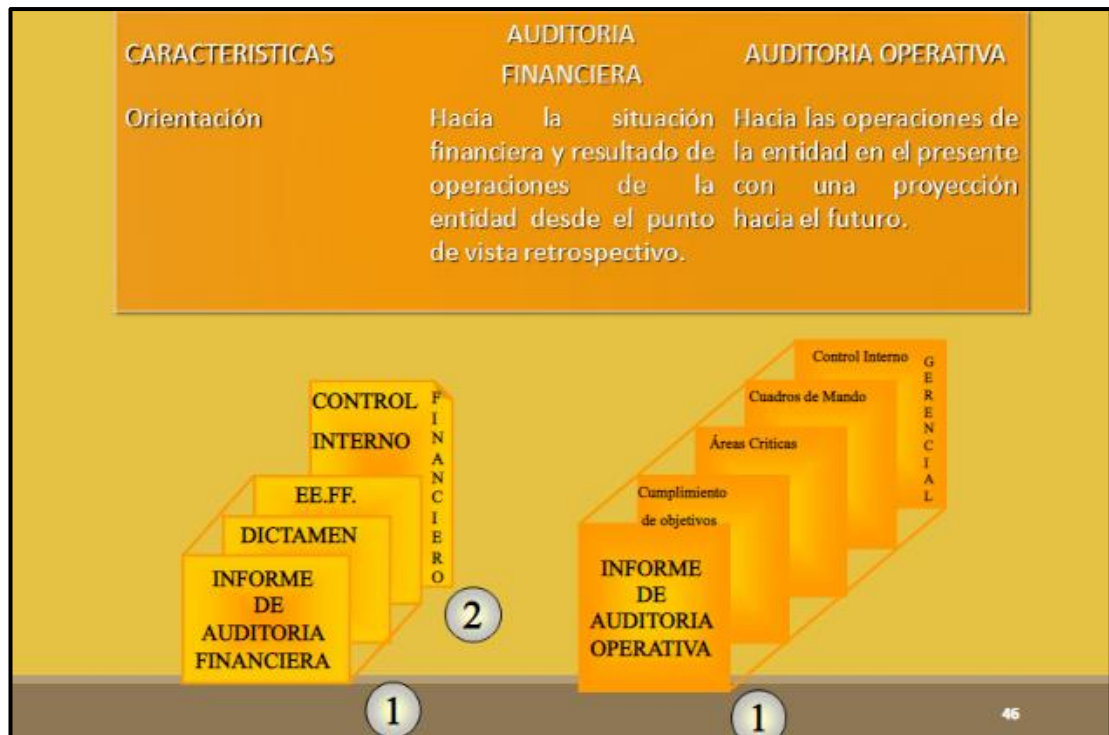 CARACTERISTICAS
AUDITORIA
FINANCIERA
AUDITORIA OPERATIVA
Orientación
Hacia la situación
financiera y resultado de
operaciones de la
entidad desde el punto
de vista retrospectivo.
Hacia las operaciones de
la entidad en el presente
con una proyección
hacia el futuro.
CONTROL
INTERNO
FINANCIERO
EE.FF.
DICTAMEN
INFORME
DE
AUDITORIA
FINANCIERA
2
1
Control Interno
GERENCIAL
Cuadros de Mando
Áreas Criticas
Cumplimiento
de objetivos
INFORME
DE
AUDITORIA
OPERATIVA
1
46